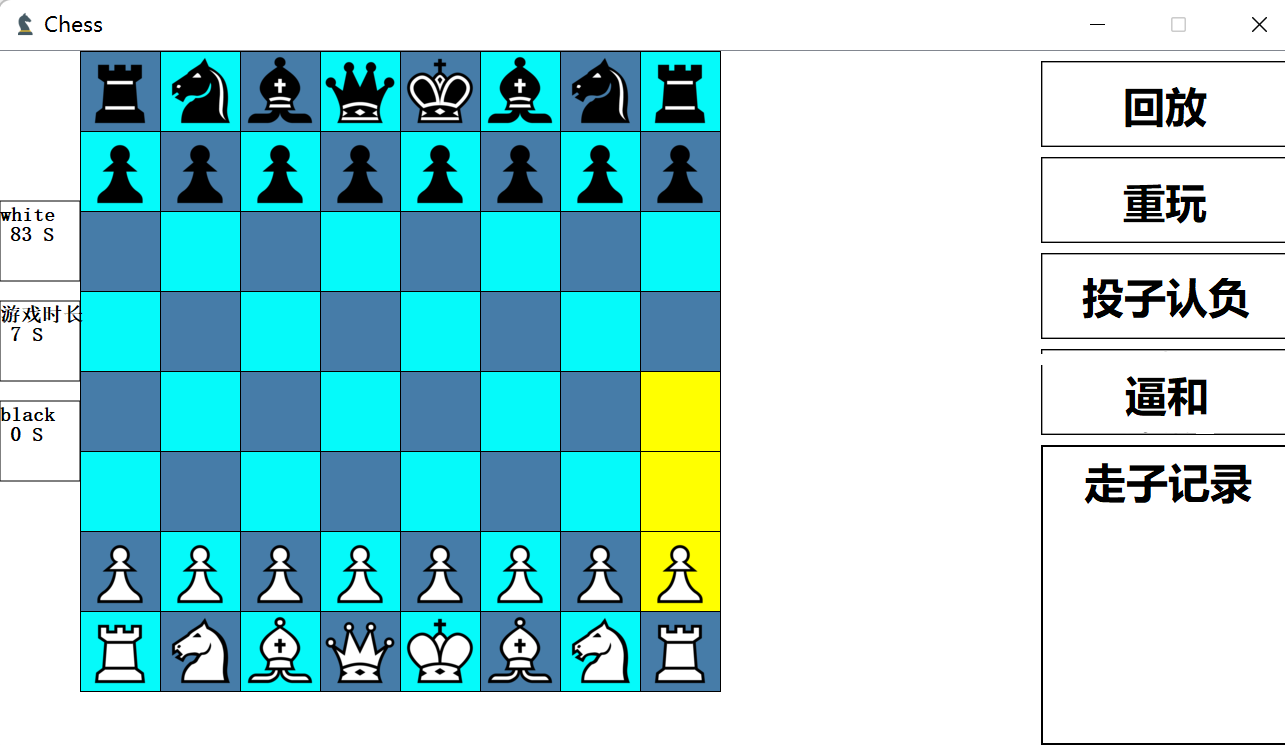 Chess
white
83 S
游戏时长
7 S
black
0 S
回放
重玩
投子认负
逼和
走子记录